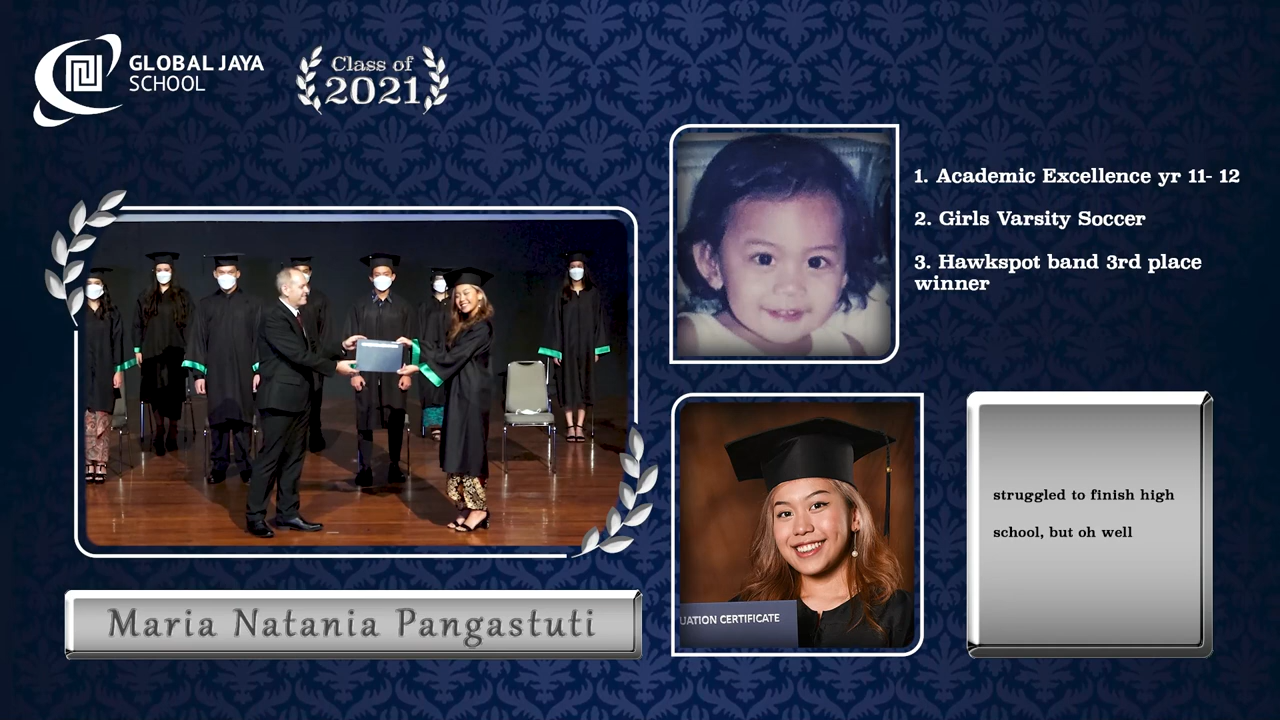 GLOBAL JAYA
SCHOOL
Class of
2021
1. Academic Excellence yr 11- 12
2. Girls Varsity Soccer
3. Hawkspot band 3rd place
winner
UATION CERTIFICATE
struggled to finish high
school, but oh well
Maria Natania Pangastuti